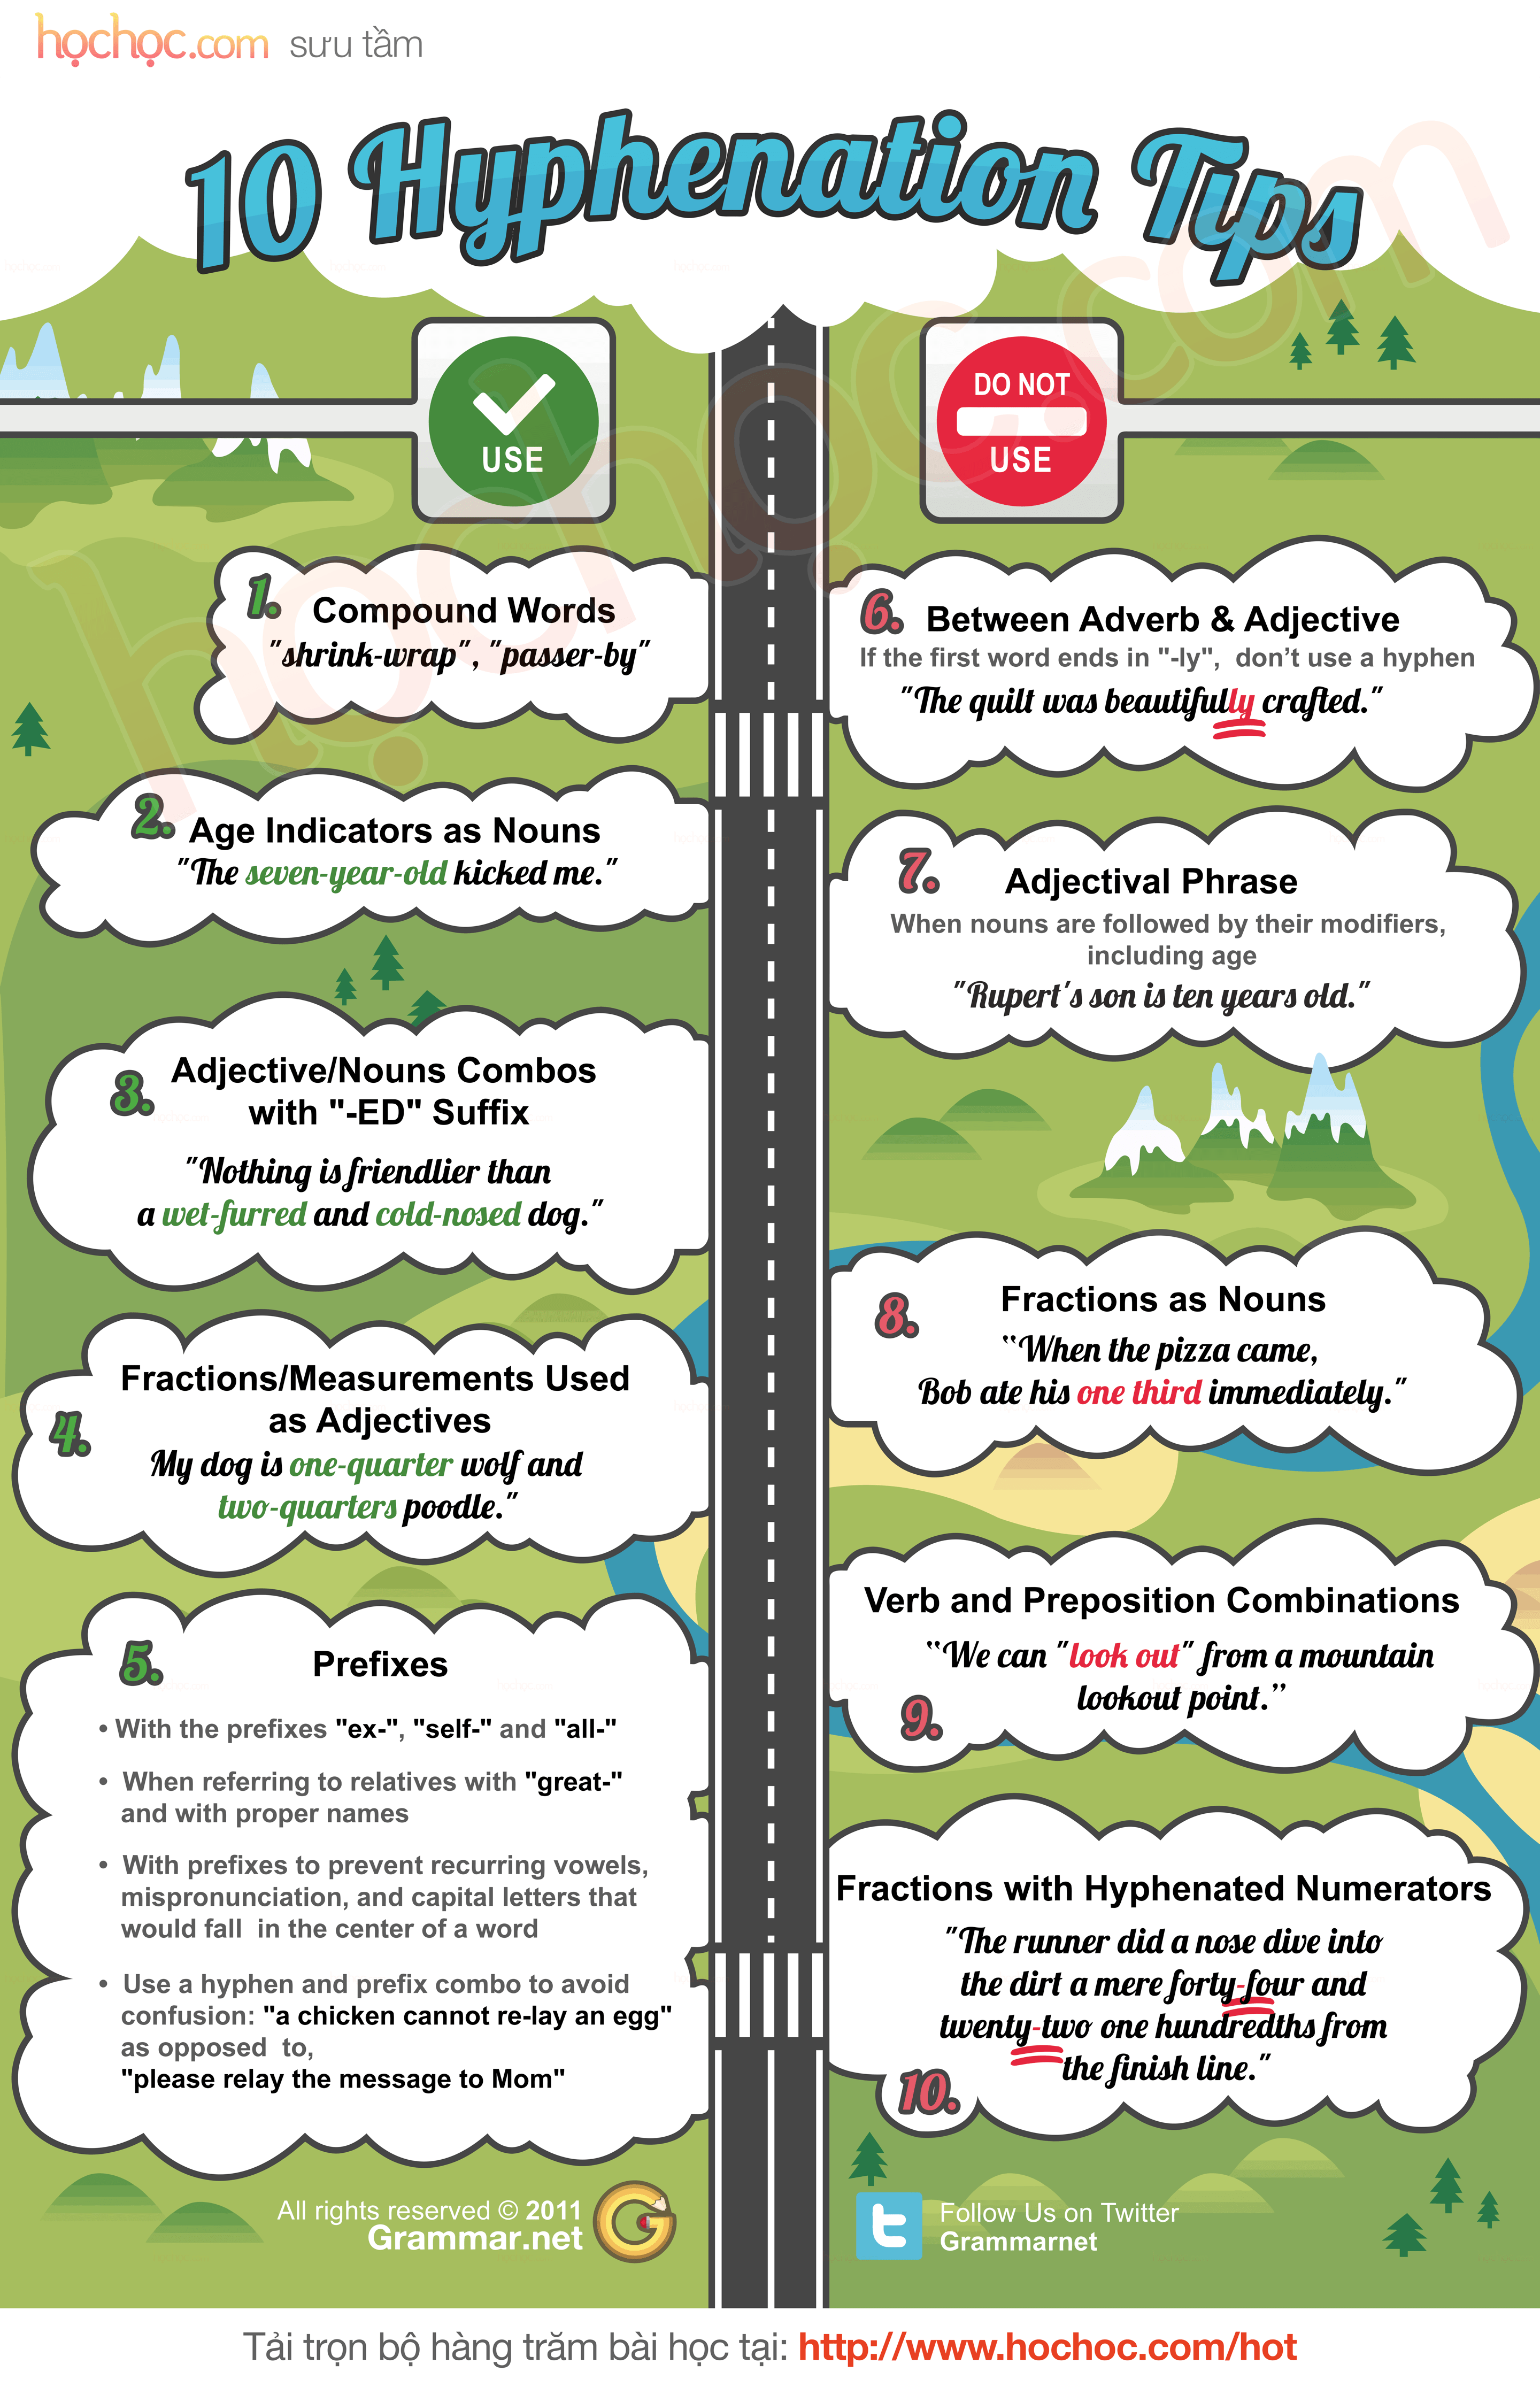 họchọc.com sưu tầm
10 Hyphenation Tips
USE
DO NOT
USE
1. Compound Words
"shrink-wrap", "passer-by"
2. Age Indicators as Nouns
"The seven-year-old kicked me."
3. Adjective/Nouns Combos
with "-ED" Suffix
"Nothing is friendlier than
a wet-furred and cold-nosed dog."
4. Fractions/Measurements Used
as Adjectives
My dog is one-quarter wolf and
two-quarters poodle."
5. Prefixes
• With the prefixes "ex-", "self-" and "all-"
• When referring to relatives with "great-"
and with proper names
• With prefixes to prevent recurring vowels,
mispronunciation, and capital letters that
would fall in the center of a word
• Use a hyphen and prefix combo to avoid
confusion: "a chicken cannot re-lay an egg"
as opposed to,
"please relay the message to Mom"
6. Between Adverb & Adjective
If the first word ends in "-ly", don't use a hyphen
"The quilt was beautifully crafted."
7. Adjectival Phrase
When nouns are followed by their modifiers,
including age
"Rupert's son is ten years old."
8. Fractions as Nouns
“When the pizza came,
Bob ate his one third immediately."
Verb and Preposition Combinations
“We can "look out" from a mountain
lookout point.”
9.
Fractions with Hyphenated Numerators
"The runner did a nose dive into
the dirt a mere forty-four and
twenty-two one hundredths from
the finish line."
10.
All rights reserved © 2011
Grammar.net
Follow Us on Twitter
Grammarnet
Tải trọn bộ hàng trăm bài học tại: http://www.hochoc.com/hot
họchọc.com